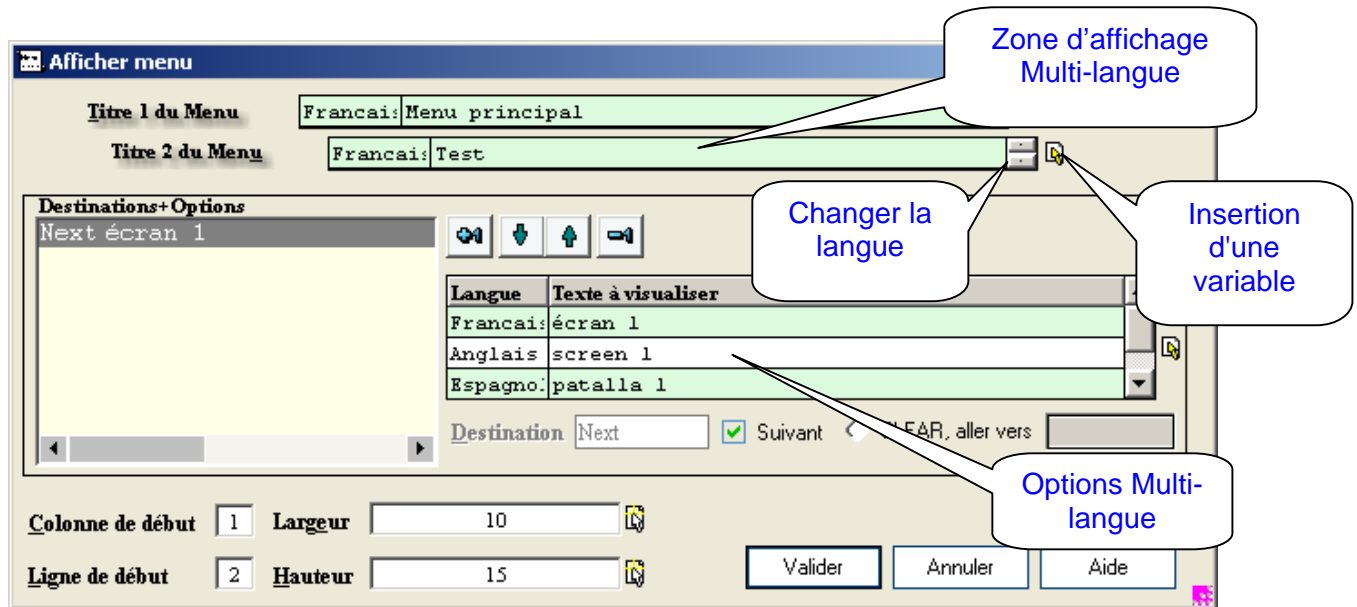 Zone d'affichage
Multi-langue
Afficher menu
Titre 1 du Menu Francais Menu principal
Titre 2 du Menu Francais Test
Changer la
langue
Insertion
d'une
variable
Destinations+Options
Next écran 1
Langue Texte à visualiser
Francais écran 1
Anglais screen 1
Espagnol patalla 1
Destination Next Suivant CLEAR, aller vers
Options Multi-
langue
Colonne de début 1 Largeur 10
Ligne de début 2 Hauteur 15
Valider Annuler Aide